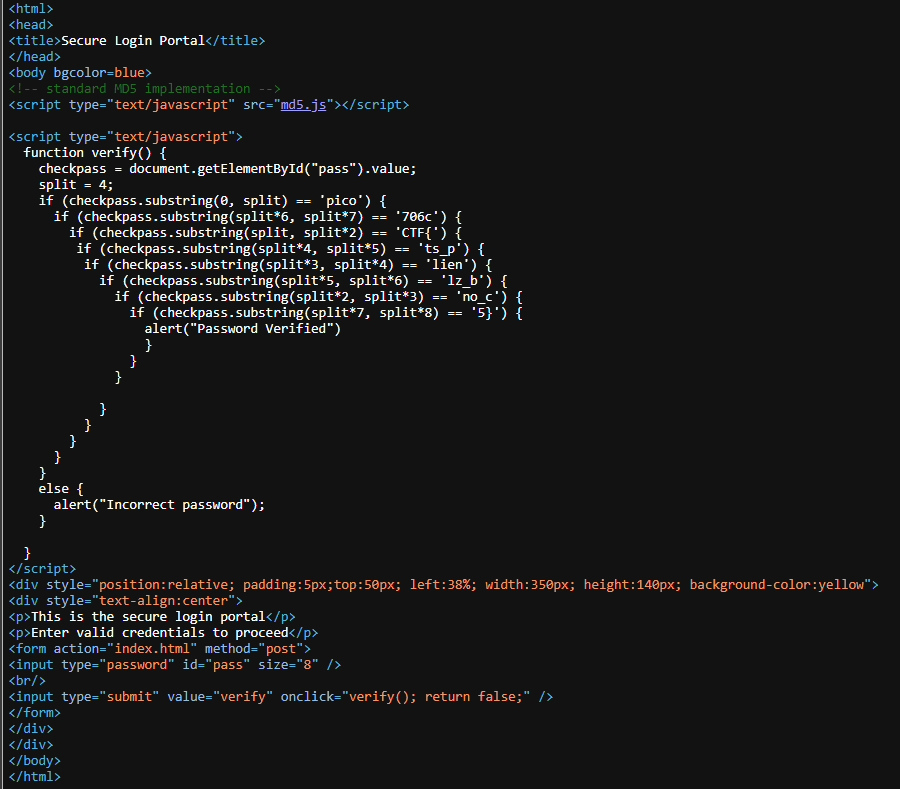 <html>
<head>
<title>Secure Login Portal</title>
</head>
<body bgcolor=blue>
<!-- standard MD5 implementation -->
<script type="text/javascript" src="md5.js"></script>

<script type="text/javascript">
  function verify() {
    checkpass = document.getElementById("pass").value;
    split = 4;
    if (checkpass.substring(0, split) == 'pico') {
      if (checkpass.substring(split*6, split*7) == '706c') {
        if (checkpass.substring(split, split*2) == 'CTF{') {
         if (checkpass.substring(split*4, split*5) == 'ts_p') {
          if (checkpass.substring(split*3, split*4) == 'lien') {
            if (checkpass.substring(split*5, split*6) == 'lz_b') {
              if (checkpass.substring(split*2, split*3) == 'no_c') {
                if (checkpass.substring(split*7, split*8) == '5}') {
                  alert("Password Verified")
                  }
                }
              }

            }
          }
        }
      }
    }
    else {
      alert("Incorrect password");
    }

  }
</script>
<div style="position:relative; padding:5px;top:50px; left:38%; width:350px; height:140px; background-color:yellow">
<div style="text-align:center">
<p>This is the secure login portal</p>
<p>Enter valid credentials to proceed</p>
<form action="index.html" method="post">
<input type="password" id="pass" size="8" />
<br/>
<input type="submit" value="verify" onclick="verify(); return false;" />
</form>
</div>
</div>
</body>
</html>